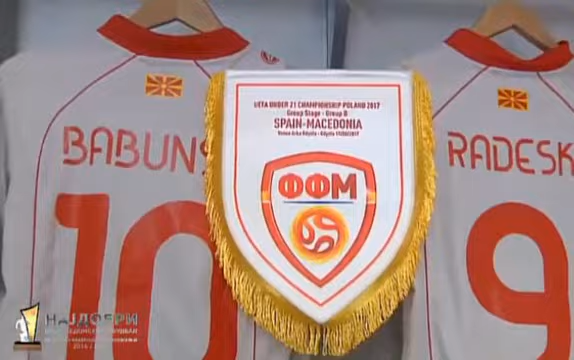 BABUNS
10
UEFA UNDER 21 CHAMPIONSHIP POLAND 2017
Group Stage - Group B
SPAIN-MACEDONIA
ФФМ
RADESK
9
НАЈДОБРИ